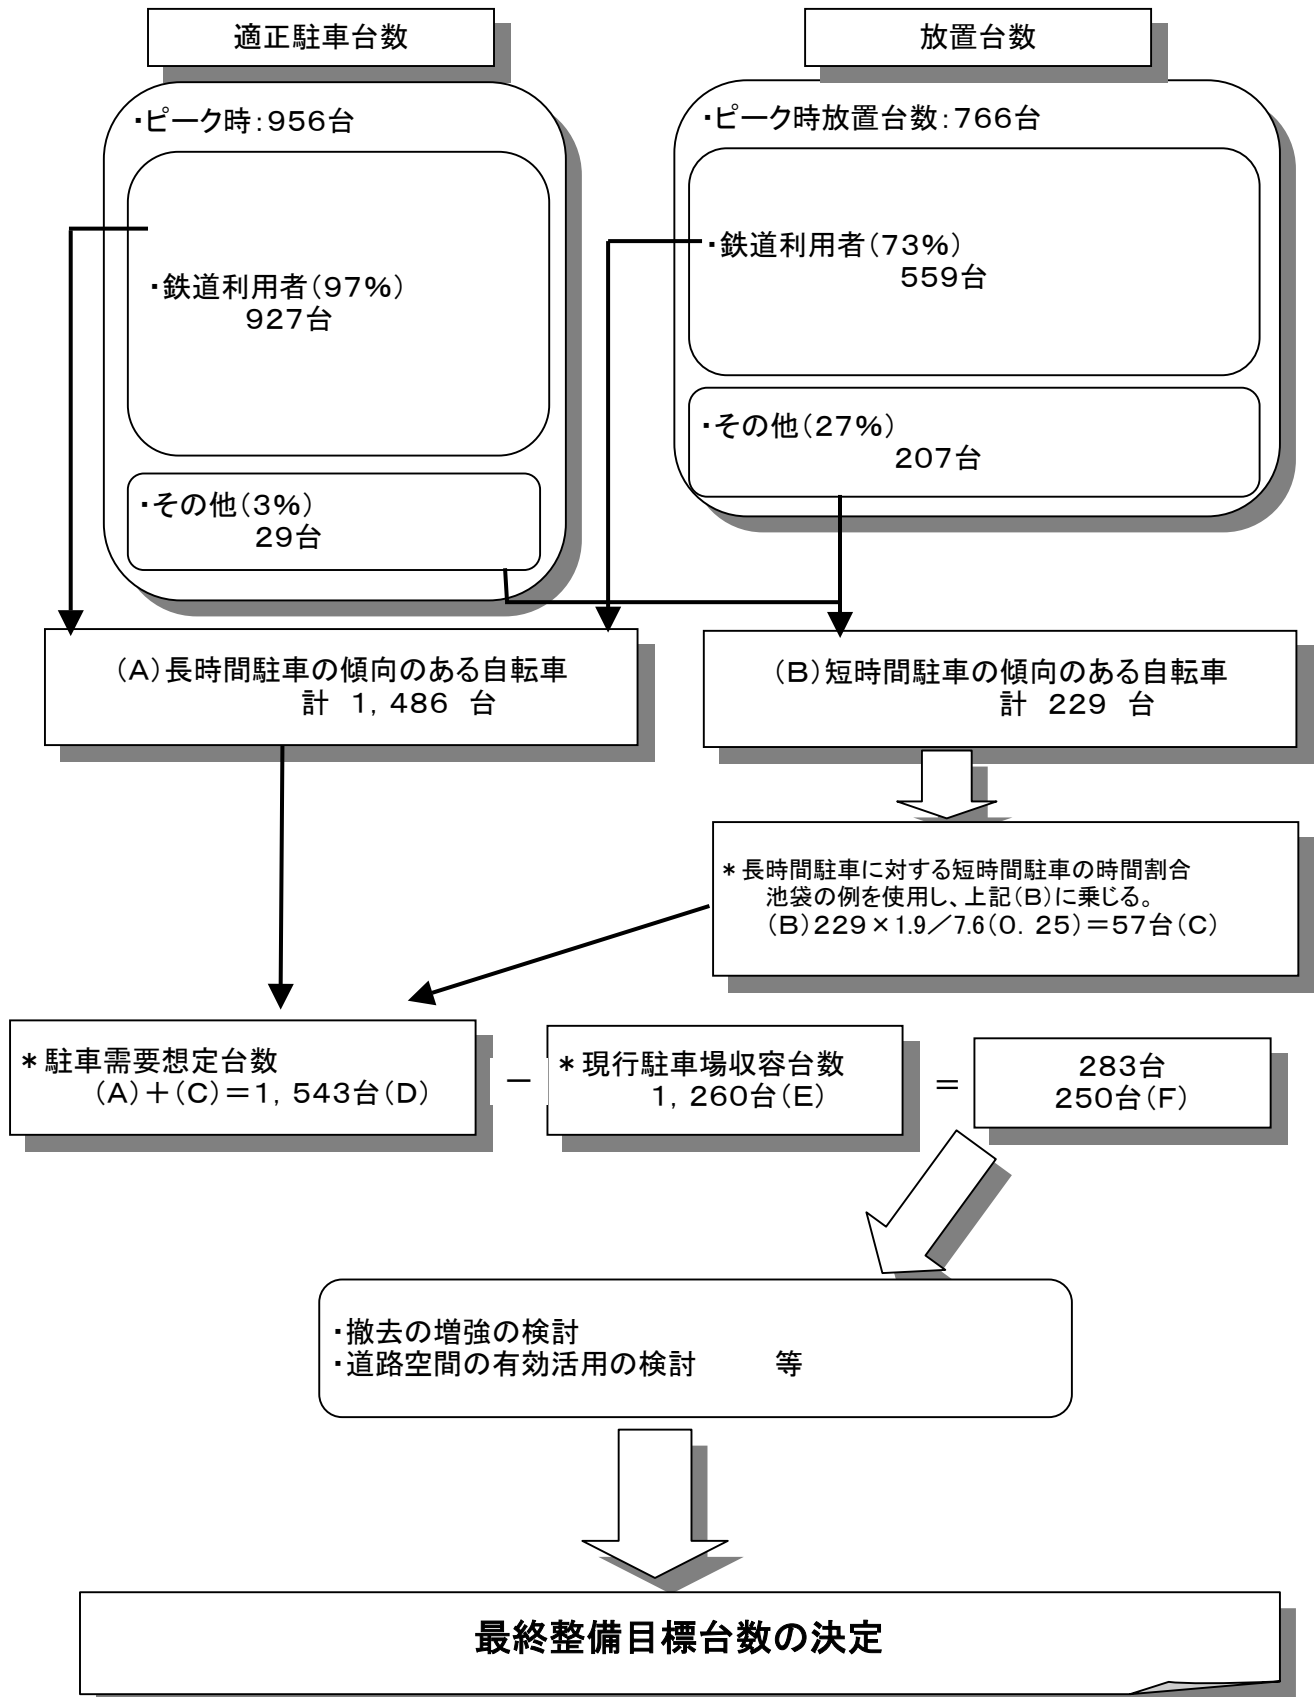 適正駐車台数
放置台数
・ピーク時:956台
・鉄道利用者(97%)
927台
・その他(3%)
29台
・ピーク時放置台数:766台
・鉄道利用者(73%)
559台
・その他(27%)
207台
(A)長時間駐車の傾向のある自転車
計 1,486 台
(B)短時間駐車の傾向のある自転車
計 229 台
*長時間駐車に対する短時間駐車の時間割合
池袋の例を使用し、上記(B)に乗じる。
(B)229×1.9/7.6(0.25)=57台(C)
*駐車需要想定台数
(A)+(C)=1,543台(D)
－
*現行駐車場収容台数
1,260台(E)
=
283台
250台(F)
・撤去の増強の検討
・道路空間の有効活用の検討 等
最終整備目標台数の決定